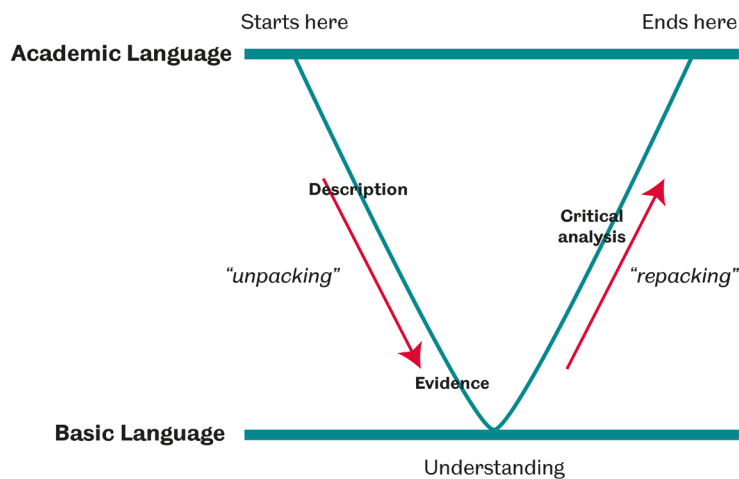 Starts here
Ends here
Academic Language
Description
Critical
analysis
“unpacking”
“repacking”
Evidence
Basic Language
Understanding